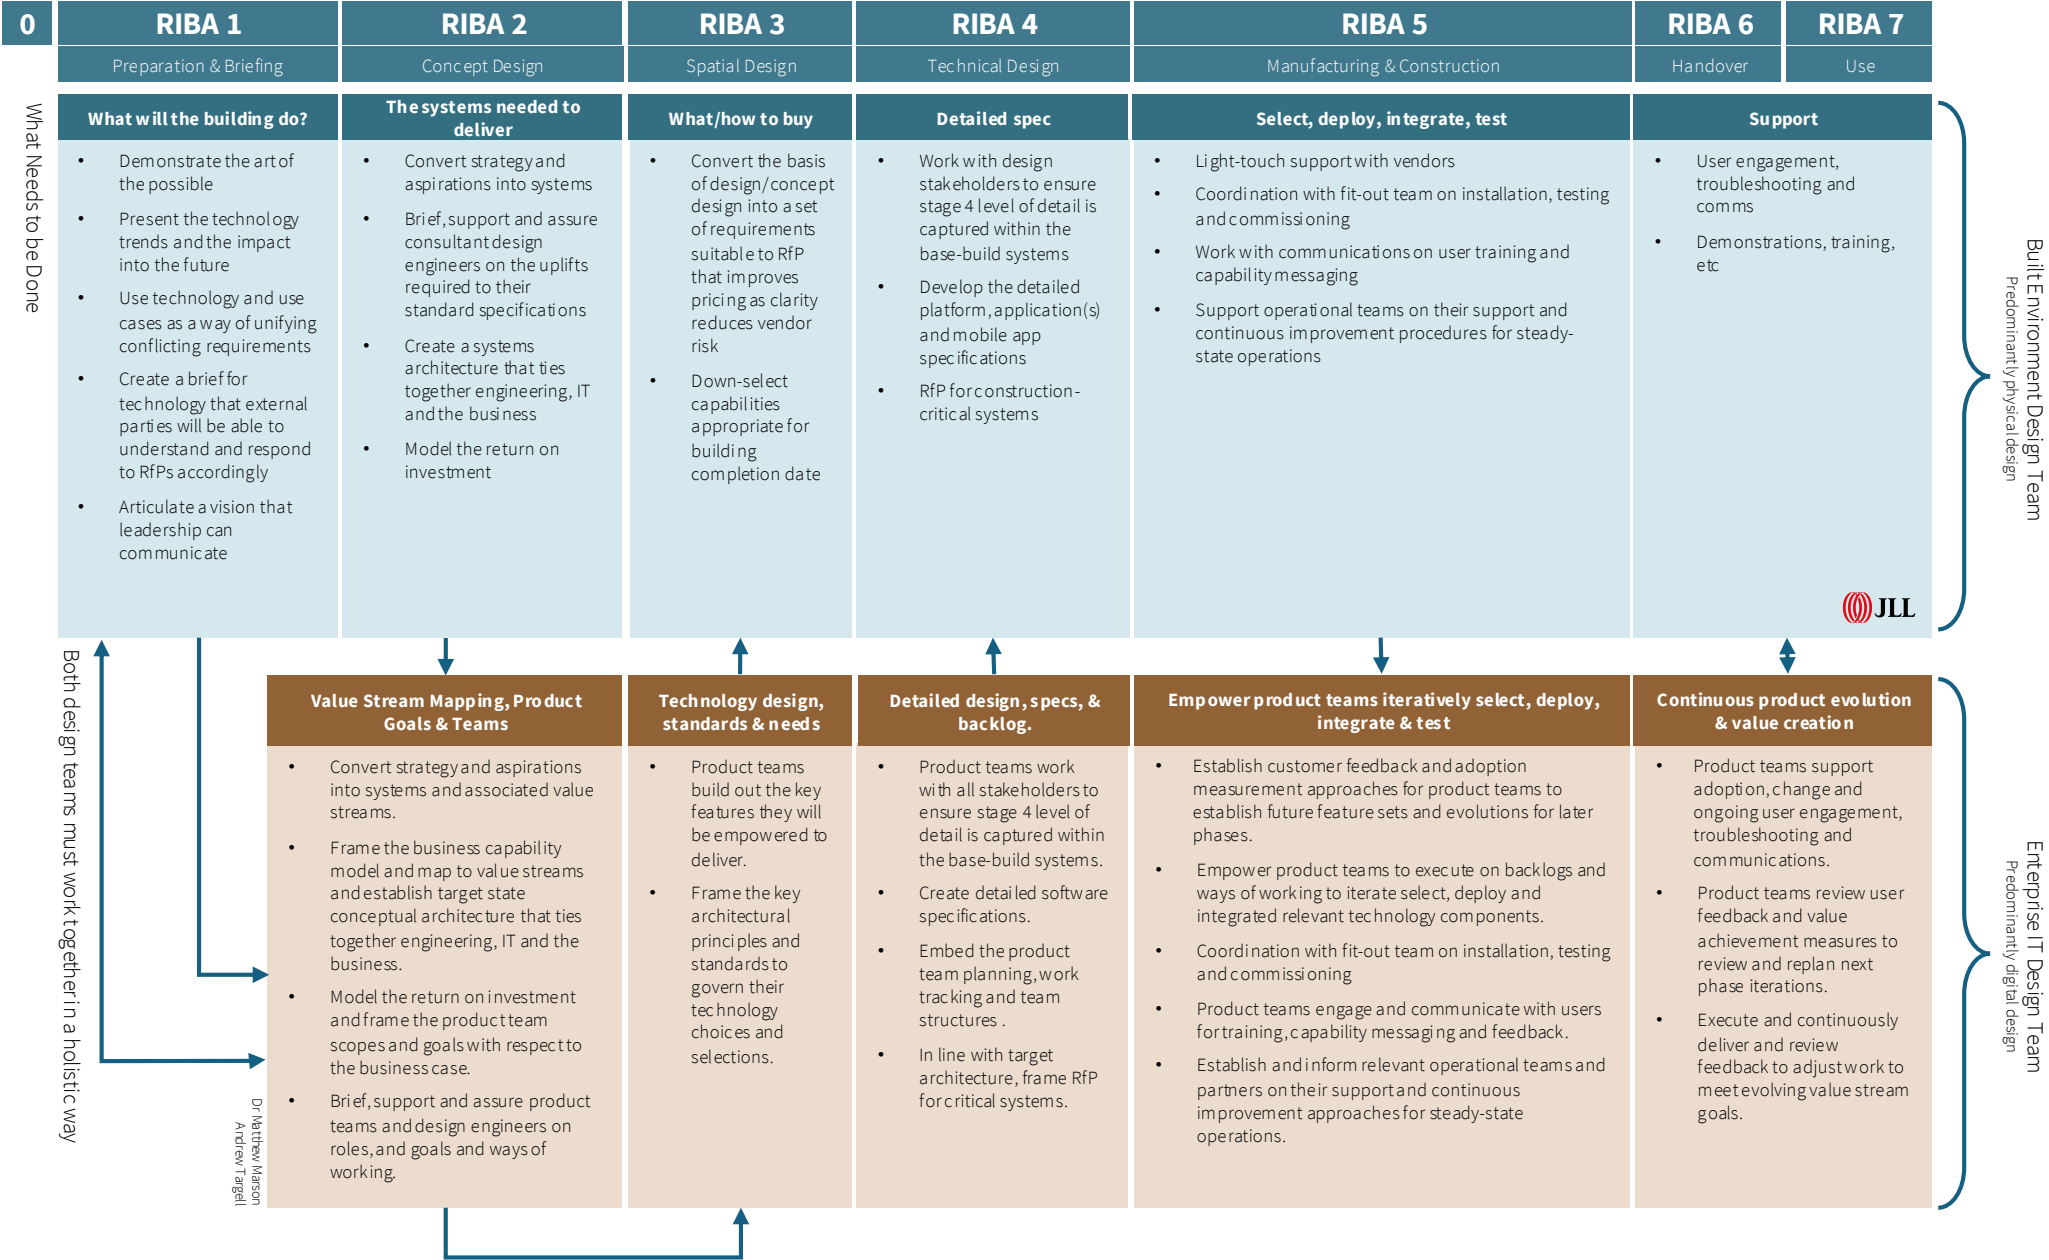 0
RIBA 1
RIBA 2
RIBA 3
RIBA 4
RIBA 5
RIBA 6
RIBA 7
Preparation & Briefing
Concept Design
Spatial Design
Technical Design
Manufacturing & Construction
Handover
Use
What Needs to be Done
What will the building do?
• Demonstrate the art of
the possible
• Present the technology
trends and the impact
into the future
• Use technology and use
cases as a way of unifying
conflicting requirements
• Create a brief for
technology that external
parties will be able to
understand and respond
to RfPs accordingly
• Articulate a vision that
leadership can
communicate
The systems needed to
deliver
• Convert strategy and
aspirations into systems
• Brief, support and assure
consultant design
engineers on the uplifts
required to their
standard specifications
• Create a systems
architecture that ties
together engineering, IT
and the business
• Model the return on
investment
What/how to buy
• Convert the basis
of design/concept
design into a set
of requirements
suitable to RfP
that improves
pricing as clarity
reduces vendor
risk
• Down-select
capabilities
appropriate for
building
completion date
Detailed spec
• Work with design
stakeholders to ensure
stage 4 level of detail is
captured within the
base-build systems
• Develop the detailed
platform, application(s)
and mobile app
specifications
• RfP for construction-
critical systems
Select, deploy, integrate, test
• Light-touch support with vendors
• Coordination with fit-out team on installation, testing
and commissioning
• Work with communications on user training and
capability messaging
• Support operational teams on their support and
continuous improvement procedures for steady-
state operations
Support
• User engagement,
troubleshooting and
comms
• Demonstrations, training,
etc
JLL
Built Environment Design Team
Predominantly physical design
Both design teams must work together in a holistic way
Value Stream Mapping, Product
Goals & Teams
• Convert strategy and aspirations
into systems and associated value
streams.
• Frame the business capability
model and map to value streams
and establish target state
conceptual architecture that ties
together engineering, IT and the
business.
• Model the return on investment
and frame the product team
scopes and goals with respect to
the business case.
• Brief, support and assure product
teams and design engineers on
roles, and goals and ways of
working.
Technology design,
standards & needs
• Product teams
build out the key
features they will
be empowered to
deliver.
• Frame the key
architectural
principles and
standards to
govern their
technology
choices and
selections.
Detailed design, specs, &
backlog.
• Product teams work
with all stakeholders to
ensure stage 4 level of
detail is captured within
the base-build systems.
• Create detailed software
specifications.
• Embed the product
team planning, work
tracking and team
structures .
• In line with target
architecture, frame RfP
for critical systems.
Empower product teams iteratively select, deploy,
integrate & test
• Establish customer feedback and adoption
measurement approaches for product teams to
establish future feature sets and evolutions for later
phases.
• Empower product teams to execute on backlogs and
ways of working to iterate select, deploy and
integrated relevant technology components.
• Coordination with fit-out team on installation, testing
and commissioning
• Product teams engage and communicate with users
for training, capability messaging and feedback.
• Establish and inform relevant operational teams and
partners on their support and continuous
improvement approaches for steady-state
operations.
Continuous product evolution
& value creation
• Product teams support
adoption, change and
ongoing user engagement,
troubleshooting and
communications.
• Product teams review user
feedback and value
achievement measures to
review and replan next
phase iterations.
• Execute and continuously
deliver and review
feedback to adjust work to
meet evolving value stream
goals.
Enterprise IT Design Team
Predominantly digital design
Dr Matthew Marson
Andrew Targell